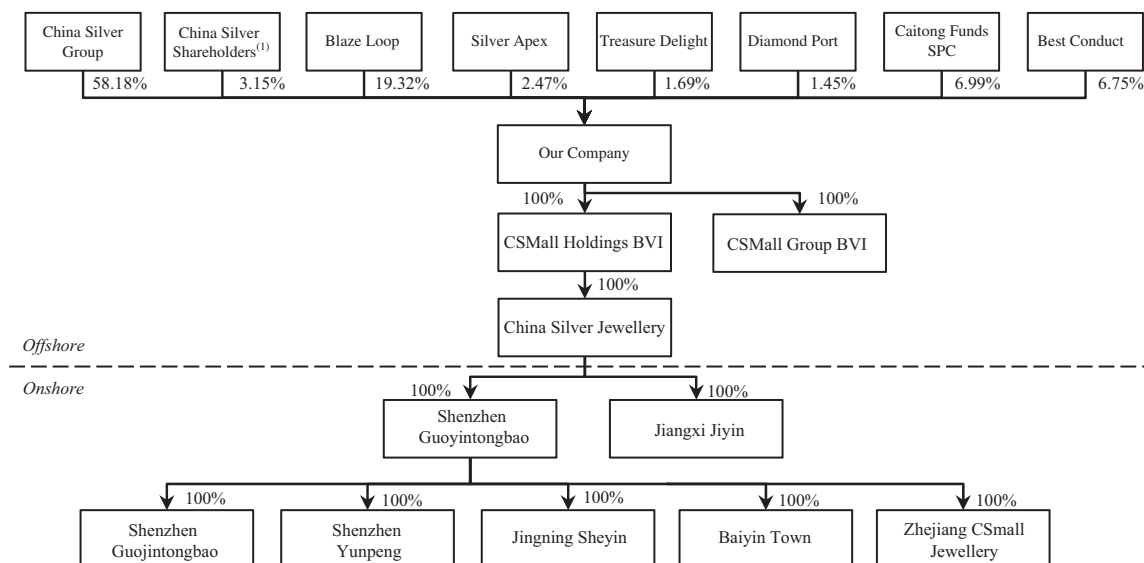 China Silver
Group
China Silver
Shareholders(1)
Blaze Loop
Silver Apex
Treasure Delight
Diamond Port
Caitong Funds
SPC
Best Conduct
58.18%
3.15%
19.32%
2.47%
1.69%
1.45%
6.99%
6.75%
Our Company
100%
100%
CSMall Holdings BVI
CSMall Group BVI
100%
China Silver Jewellery
Offshore
Onshore
100%
100%
Shenzhen
Guoyintongbao
Jiangxi Jiyin
100%
100%
100%
100%
100%
Shenzhen
Guojintongbao
Shenzhen
Yunpeng
Jingning Sheyin
Baiyin Town
Zhejiang CSmall
Jewellery